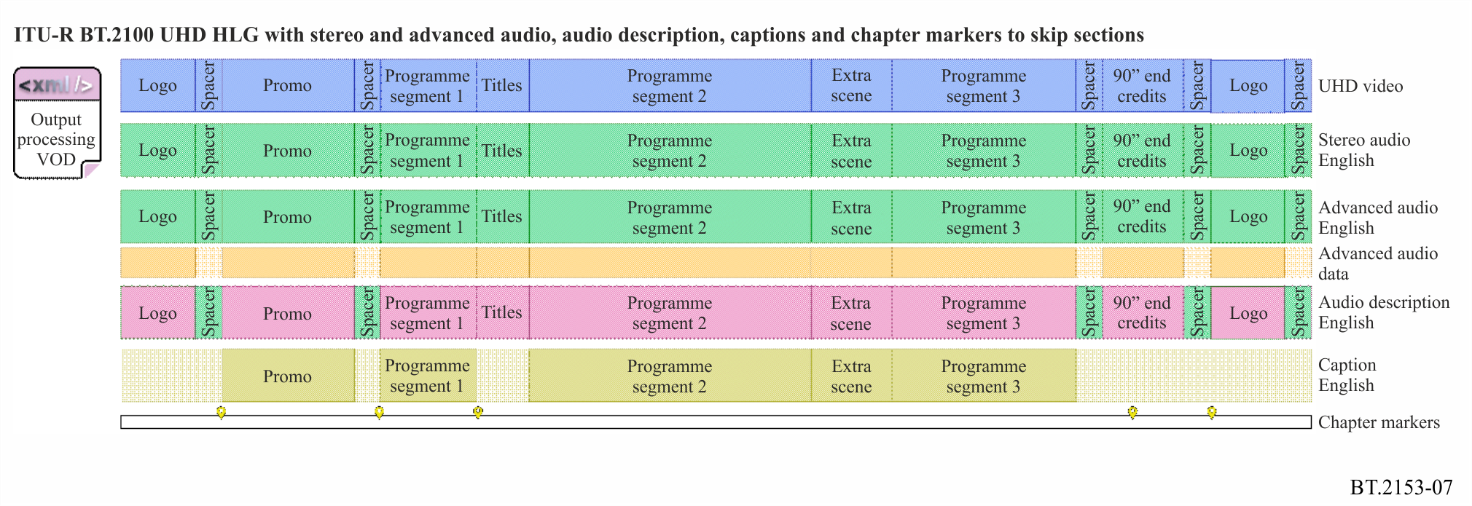 ITU-R BT.2100 UHD HLG with stereo and advanced audio, audio description, captions and chapter markers to skip sections
<xml/>
Output
processing
VOD
Logo
Spacer
Promo
Spacer
Programme
segment 1
Titles
Programme
segment 2
Extra
scene
Programme
segment 3
Spacer
90” end
credits
Spacer
Logo
Spacer
UHD video
Logo
Spacer
Promo
Spacer
Programme
segment 1
Titles
Programme
segment 2
Extra
scene
Programme
segment 3
Spacer
90” end
credits
Spacer
Logo
Spacer
Stereo audio
English
Logo
Spacer
Promo
Spacer
Programme
segment 1
Titles
Programme
segment 2
Extra
scene
Programme
segment 3
Spacer
90” end
credits
Spacer
Logo
Spacer
Advanced audio
English
Advanced audio
data
Logo
Spacer
Promo
Spacer
Programme
segment 1
Titles
Programme
segment 2
Extra
scene
Programme
segment 3
Spacer
90” end
credits
Spacer
Logo
Spacer
Audio description
English
Promo
Programme
segment 1
Programme
segment 2
Extra
scene
Programme
segment 3
Caption
English
Chapter markers
BT.2153-07